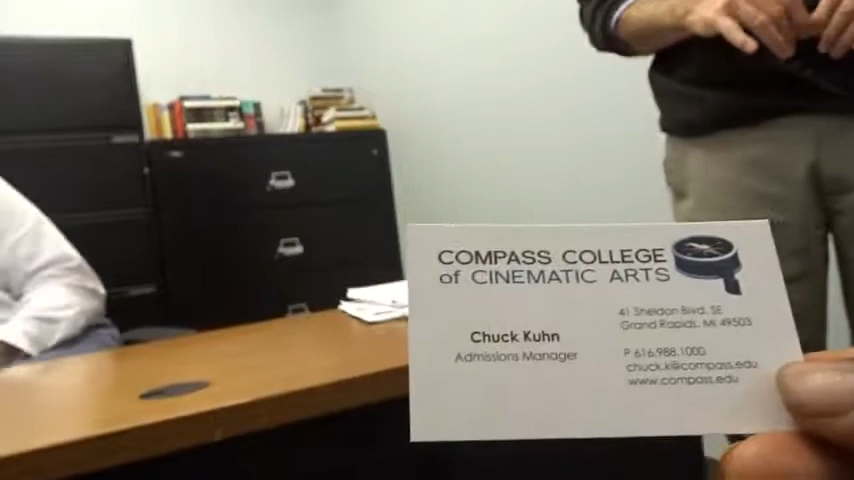 COMPASS COLLEGE
of CINEMATIC ARTS
41 Sheldon Blvd. SE
Grand Rapids, MI 49503
Chuck Kuhn
Admissions Manager
P 616.988.1000
chuck.k@compass.edu
www.compass.edu